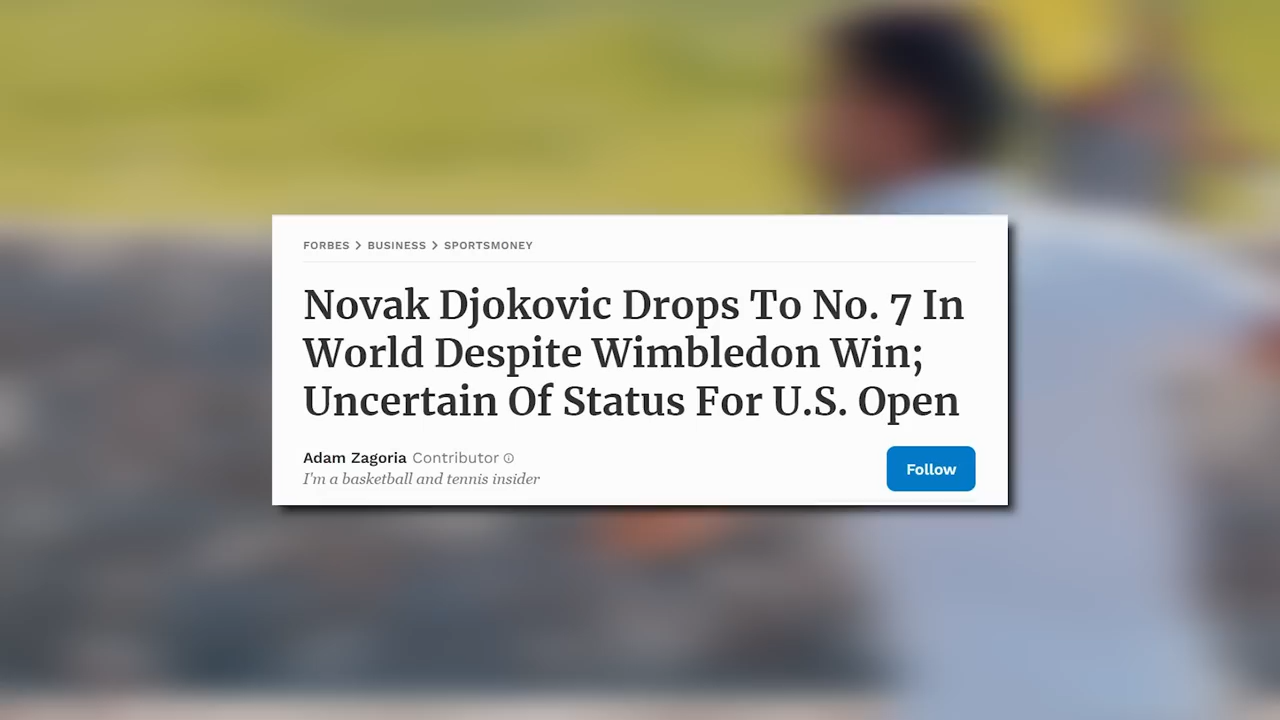 FORBES > BUSINESS > SPORTSMONEY
Novak Djokovic Drops To No. 7 In
World Despite Wimbledon Win;
Uncertain Of Status For U.S. Open
Adam Zagoria Contributor
I'm a basketball and tennis insider
Follow